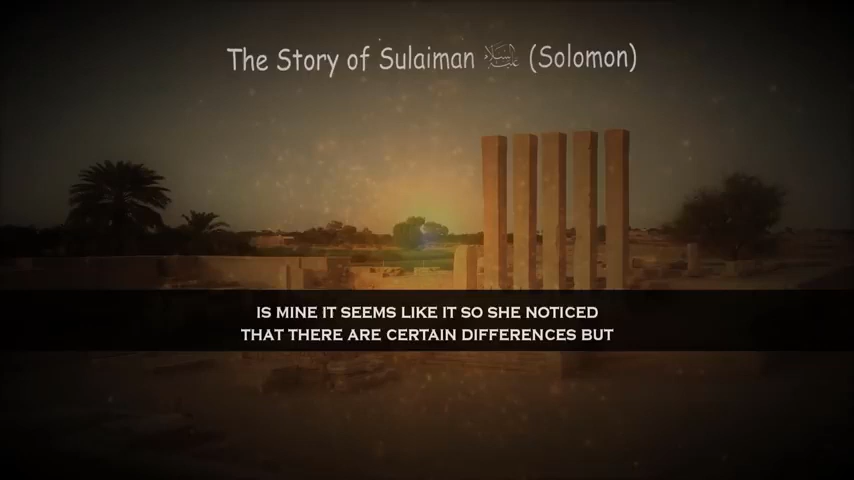 The Story of Sulaiman عليه السلام (Solomon)
IS MINE IT SEEMS LIKE IT SO SHE NOTICED
THAT THERE ARE CERTAIN DIFFERENCES BUT